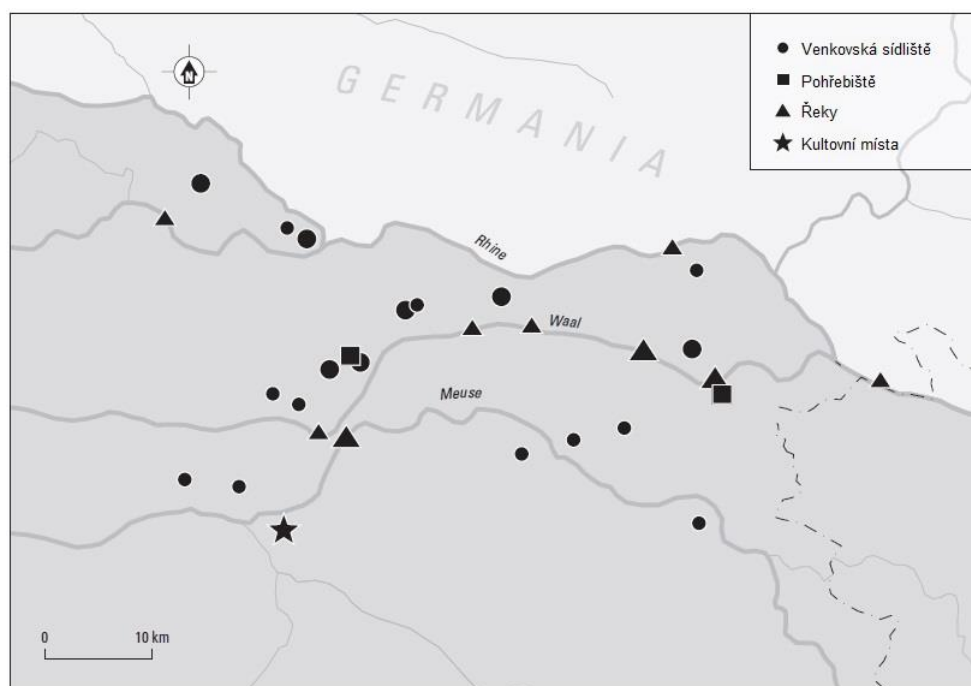 Venkovská sídliště
Pohřebiště
Řeky
Kultovní místa
N
GERMANIA
Rhine
Waal
Meuse
0 10 km